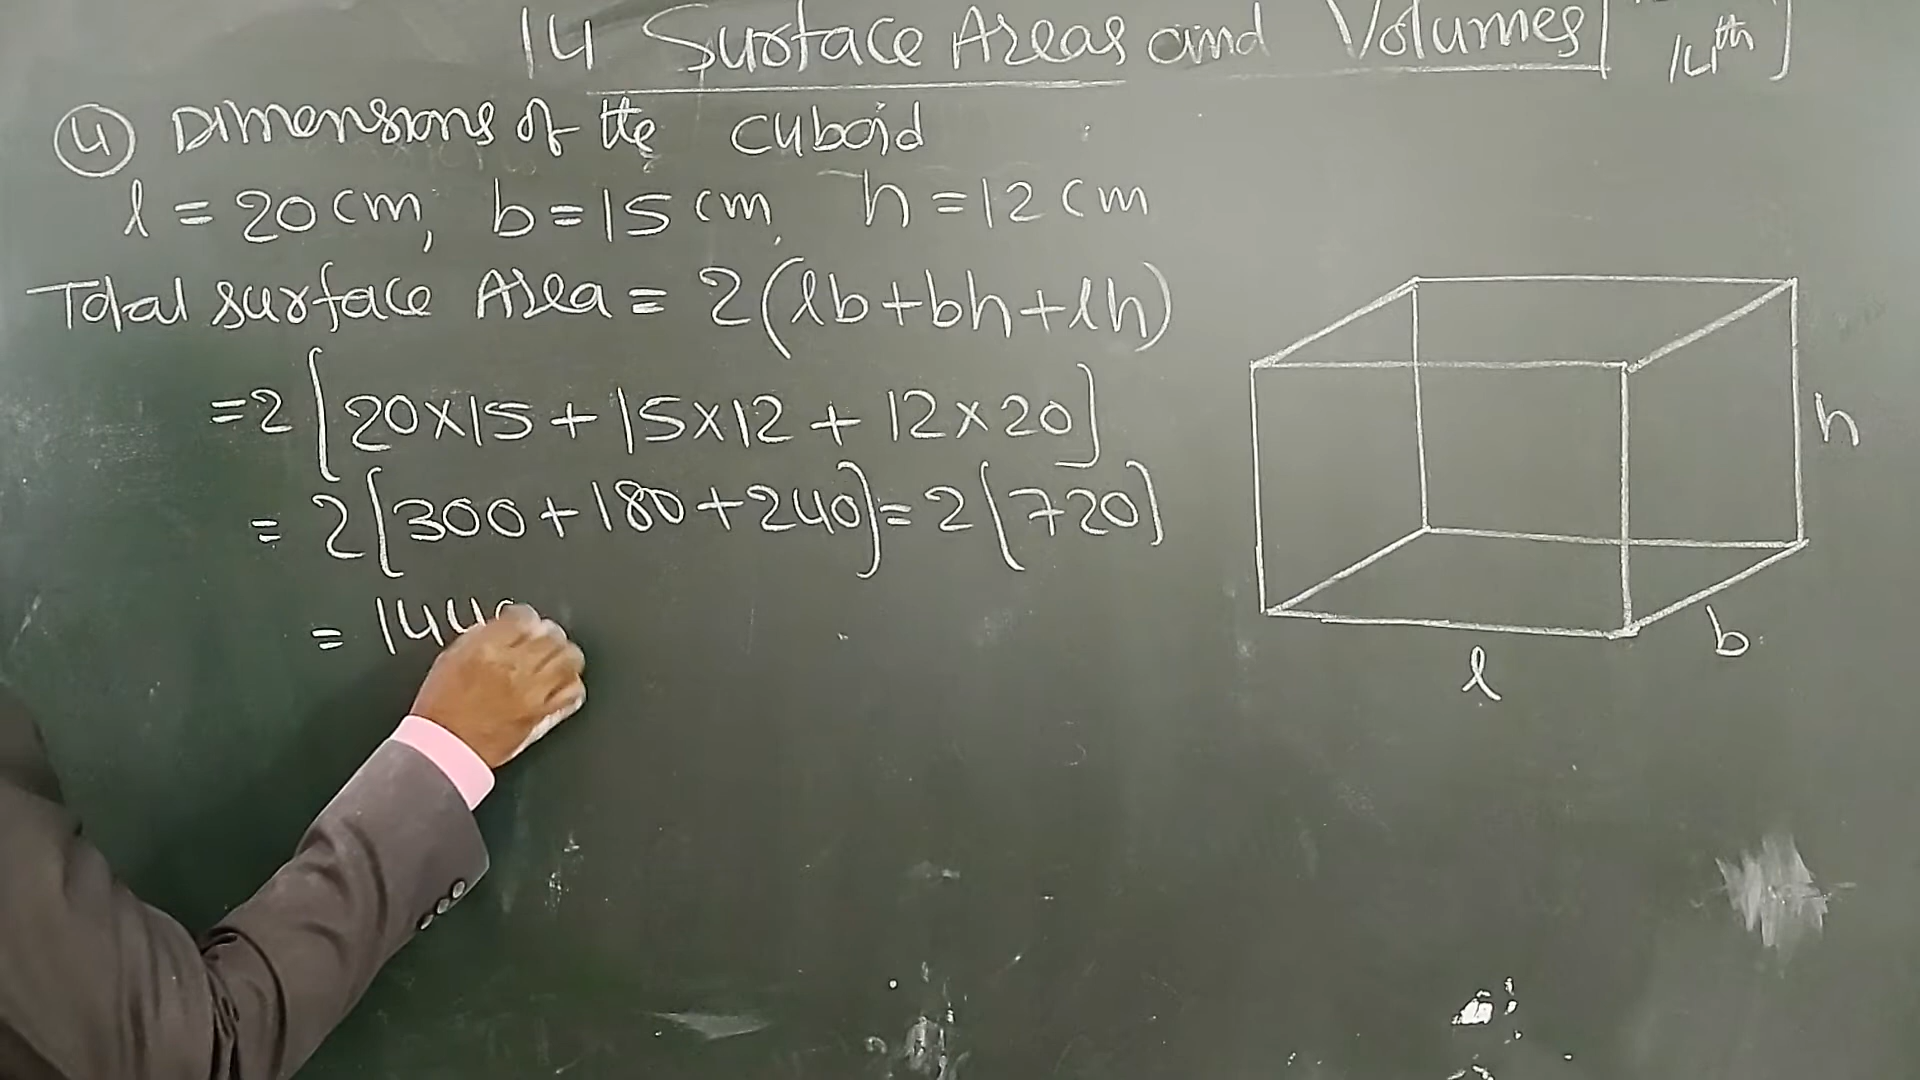 14 Surface Areas and Volumes [
14th]
④ Dimensions of the cuboid
l = 20 cm, b = 15 cm, h = 12 cm
Total surface Area = 2(lb+bh+lh)
=2[20×15+15×12+12×20]
= 2[300+180+240]=2[720]
= 1440
h
b
l